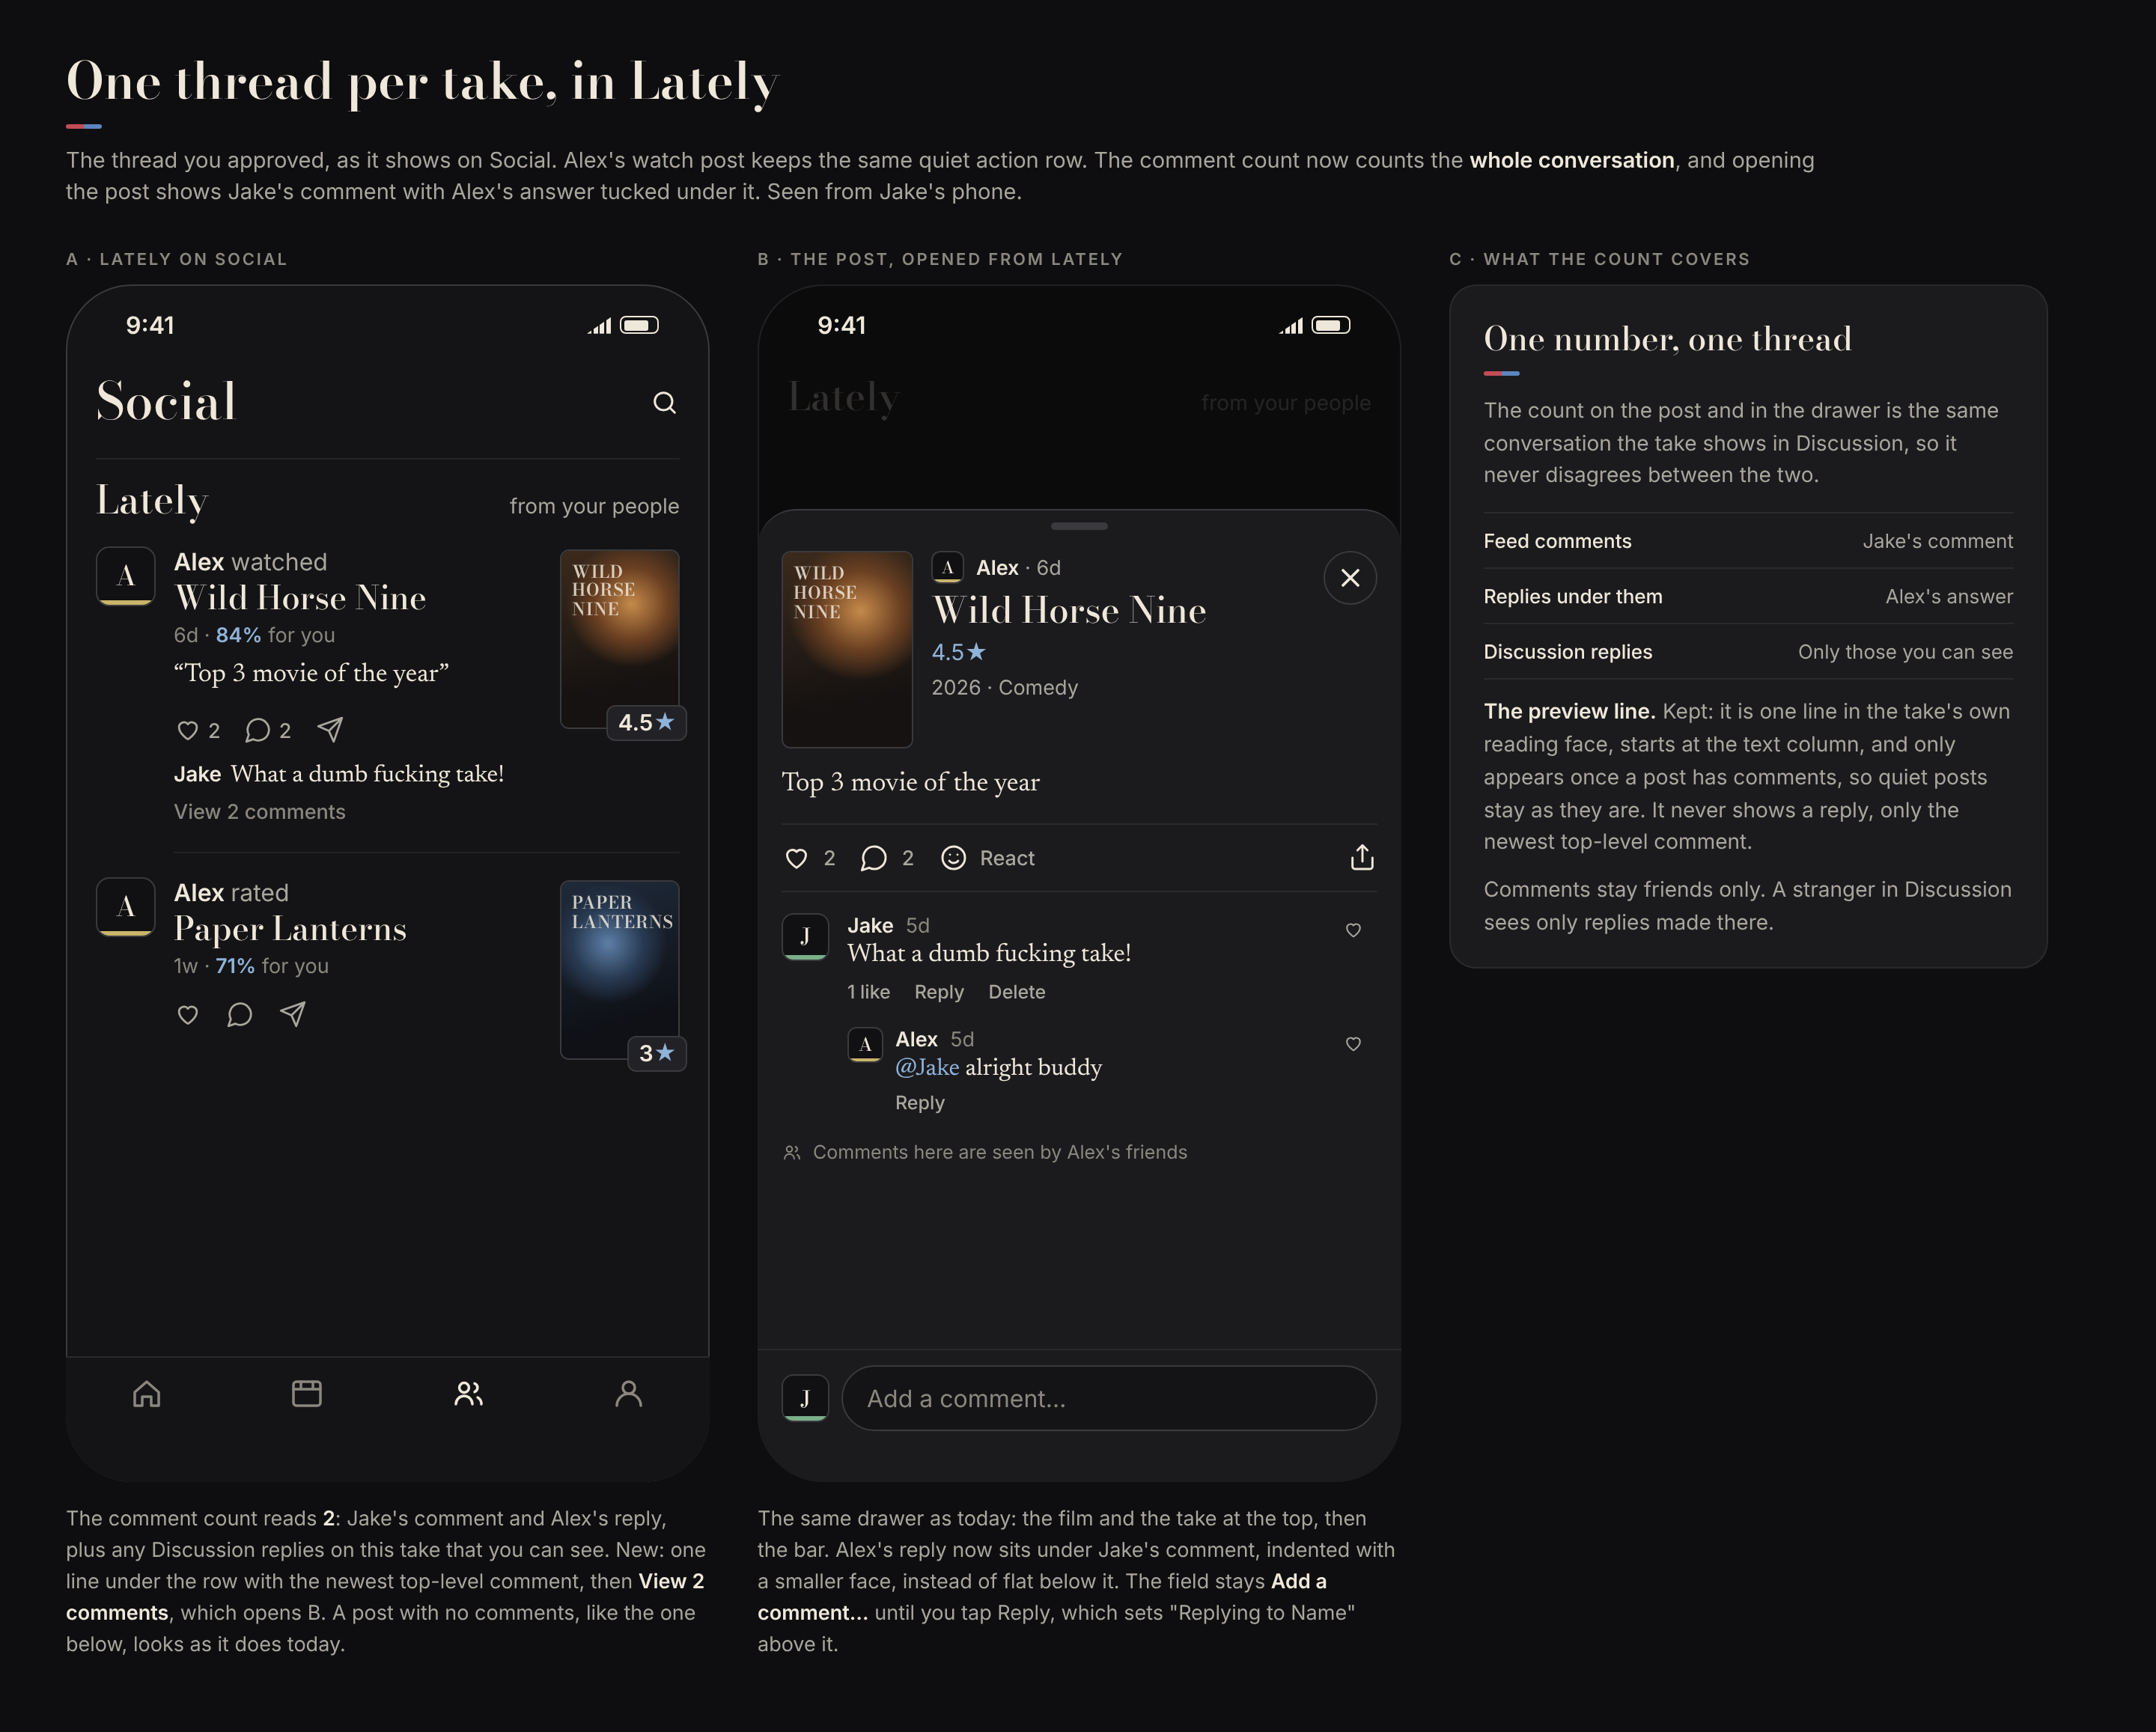 One thread per take, in Lately
The thread you approved, as it shows on Social. Alex's watch post keeps the same quiet action row. The comment count now counts the whole conversation, and opening
the post shows Jake's comment with Alex's answer tucked under it. Seen from Jake's phone.
A · LATELY ON SOCIAL
9:41
Social
Lately
from your people
A
Alex watched
Wild Horse Nine
6d · 84% for you
“Top 3 movie of the year”
WILD
HORSE
NINE
4.5★
2
2
Jake What a dumb fucking take!
View 2 comments
A
Alex rated
Paper Lanterns
1w · 71% for you
PAPER
LANTERNS
3★
The comment count reads 2: Jake's comment and Alex's reply,
plus any Discussion replies on this take that you can see. New: one
line under the row with the newest top-level comment, then View 2
comments, which opens B. A post with no comments, like the one
below, looks as it does today.
B · THE POST, OPENED FROM LATELY
9:41
Lately
from your people
WILD
HORSE
NINE
A
Alex · 6d
Wild Horse Nine
4.5★
2026 · Comedy
Top 3 movie of the year
2
2
React
J
Jake 5d
What a dumb fucking take!
1 like Reply Delete
A
Alex 5d
@Jake alright buddy
Reply
Comments here are seen by Alex's friends
J
Add a comment...
The same drawer as today: the film and the take at the top, then
the bar. Alex's reply now sits under Jake's comment, indented with
a smaller face, instead of flat below it. The field stays Add a
comment... until you tap Reply, which sets "Replying to Name"
above it.
C · WHAT THE COUNT COVERS
One number, one thread
The count on the post and in the drawer is the same
conversation the take shows in Discussion, so it
never disagrees between the two.
Feed comments Jake's comment
Replies under them Alex's answer
Discussion replies Only those you can see
The preview line. Kept: it is one line in the take's own
reading face, starts at the text column, and only
appears once a post has comments, so quiet posts
stay as they are. It never shows a reply, only the
newest top-level comment.
Comments stay friends only. A stranger in Discussion
sees only replies made there.